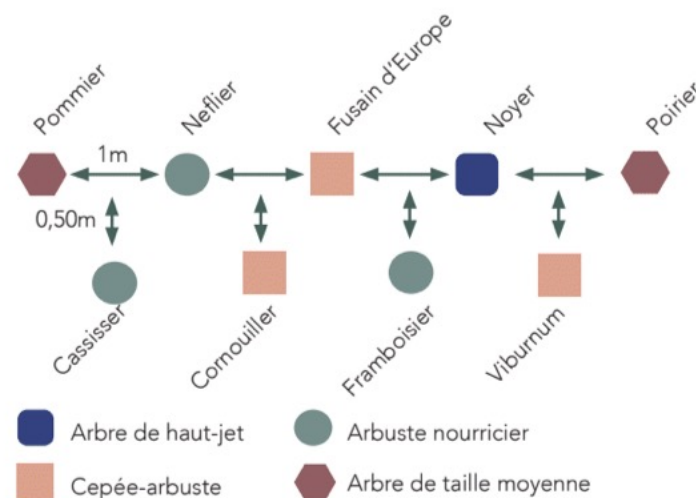 Pommier
Neflier
Fusain d'Europe
Noyer
Poirier
1m
0,50m
Cassisser
Cornouiller
Framboisier
Viburnum
Arbre de haut-jet
Arbuste nourricier
Cepée-arbuste
Arbre de taille moyenne